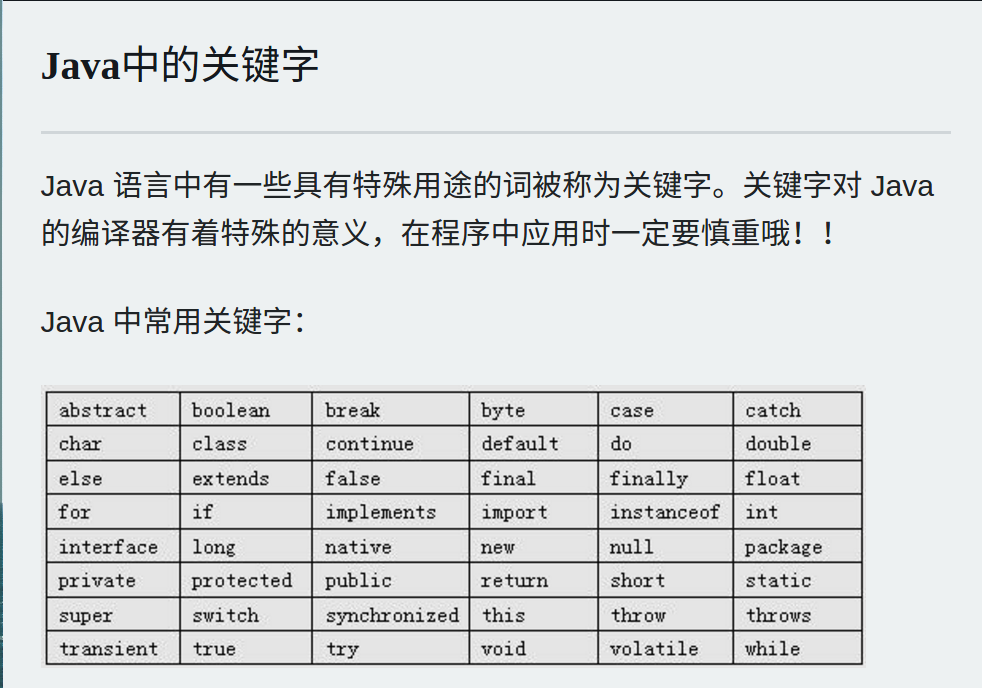 Java中的关键字
Java 语言中有一些具有特殊用途的词被称为关键字。关键字对 Java
的编译器有着特殊的意义，在程序中应用时一定要慎重哦！！
Java 中常用关键字：
abstract boolean break byte case catch
char class continue default do double
else extends false final finally float
for if implements import instanceof int
interface long native new null package
private protected public return short static
super switch synchronized this throw throws
transient true try void volatile while